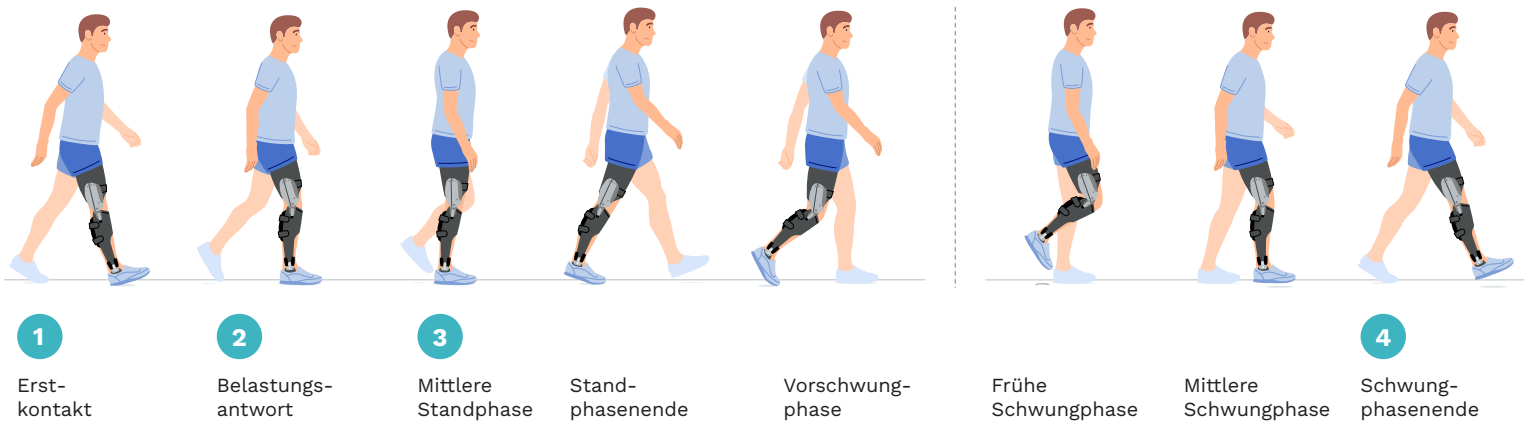 1
2
3
4
Erst-
kontakt
Belastungs-
antwort
Mittlere
Standphase
Stand-
phasenende
Vorschwung-
phase
Frühe
Schwungphase
Mittlere
Schwungphase
Schwung-
phasenende